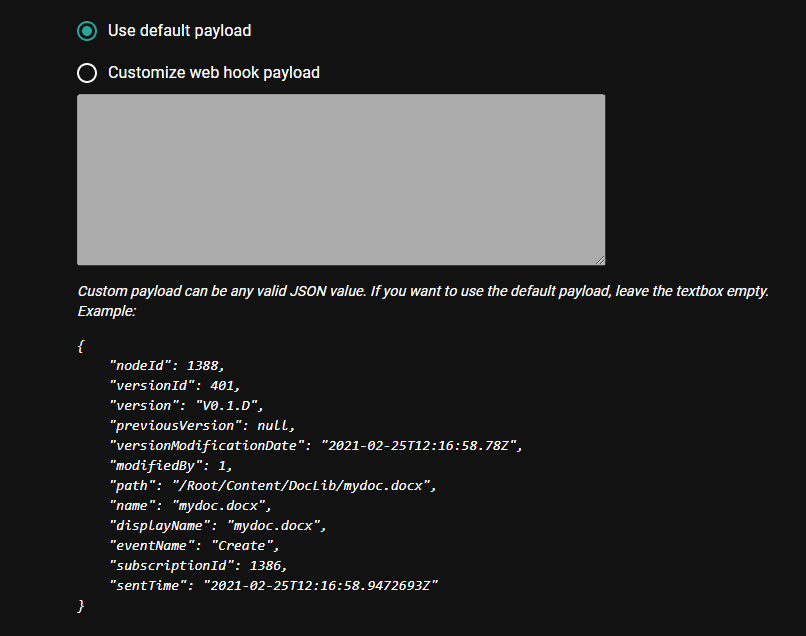 Use default payload
Customize web hook payload
Custom payload can be any valid JSON value. If you want to use the default payload, leave the textbox empty.
Example:
{
    "nodeId": 1388,
    "versionId": 401,
    "version": "V0.1.D",
    "previousVersion": null,
    "versionModificationDate": "2021-02-25T12:16:58.78Z",
    "modifiedBy": 1,
    "path": "/Root/Content/DocLib/mydoc.docx",
    "name": "mydoc.docx",
    "displayName": "mydoc.docx",
    "eventName": "Create",
    "subscriptionId": 1386,
    "sentTime": "2021-02-25T12:16:58.9472693Z"
}